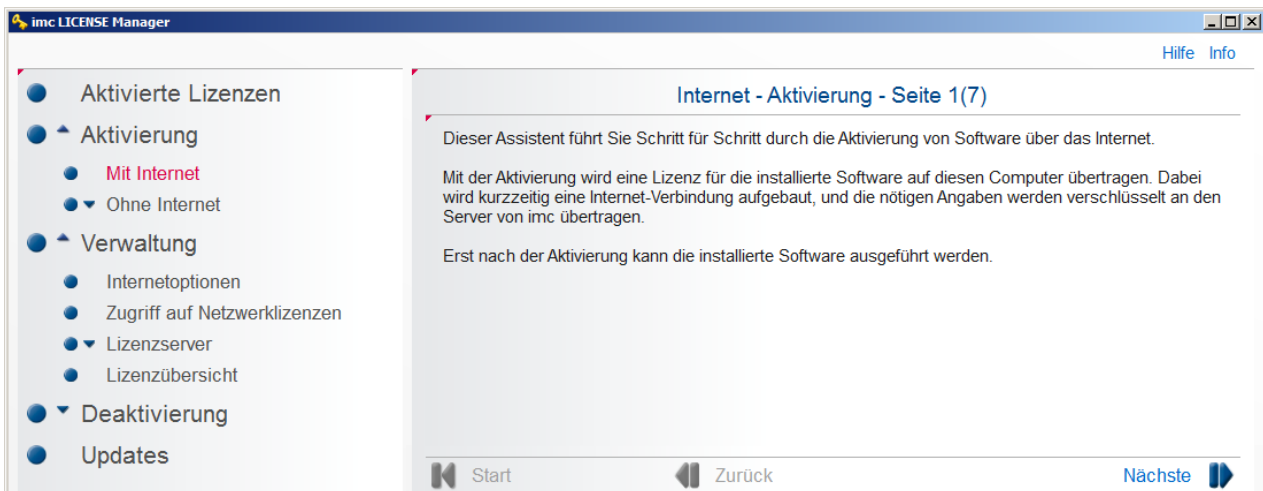 imc LICENSE Manager
Hilfe Info
Aktivierte Lizenzen
Aktivierung
Mit Internet
Ohne Internet
Verwaltung
Internetoptionen
Zugriff auf Netzwerklizenzen
Lizenzserver
Lizenzübersicht
Deaktivierung
Updates
Internet - Aktivierung - Seite 1(7)
Dieser Assistent führt Sie Schritt für Schritt durch die Aktivierung von Software über das Internet.
Mit der Aktivierung wird eine Lizenz für die installierte Software auf diesen Computer übertragen. Dabei
wird kurzzeitig eine Internet-Verbindung aufgebaut, und die nötigen Angaben werden verschlüsselt an den
Server von imc übertragen.
Erst nach der Aktivierung kann die installierte Software ausgeführt werden.
Start Zurück Nächste